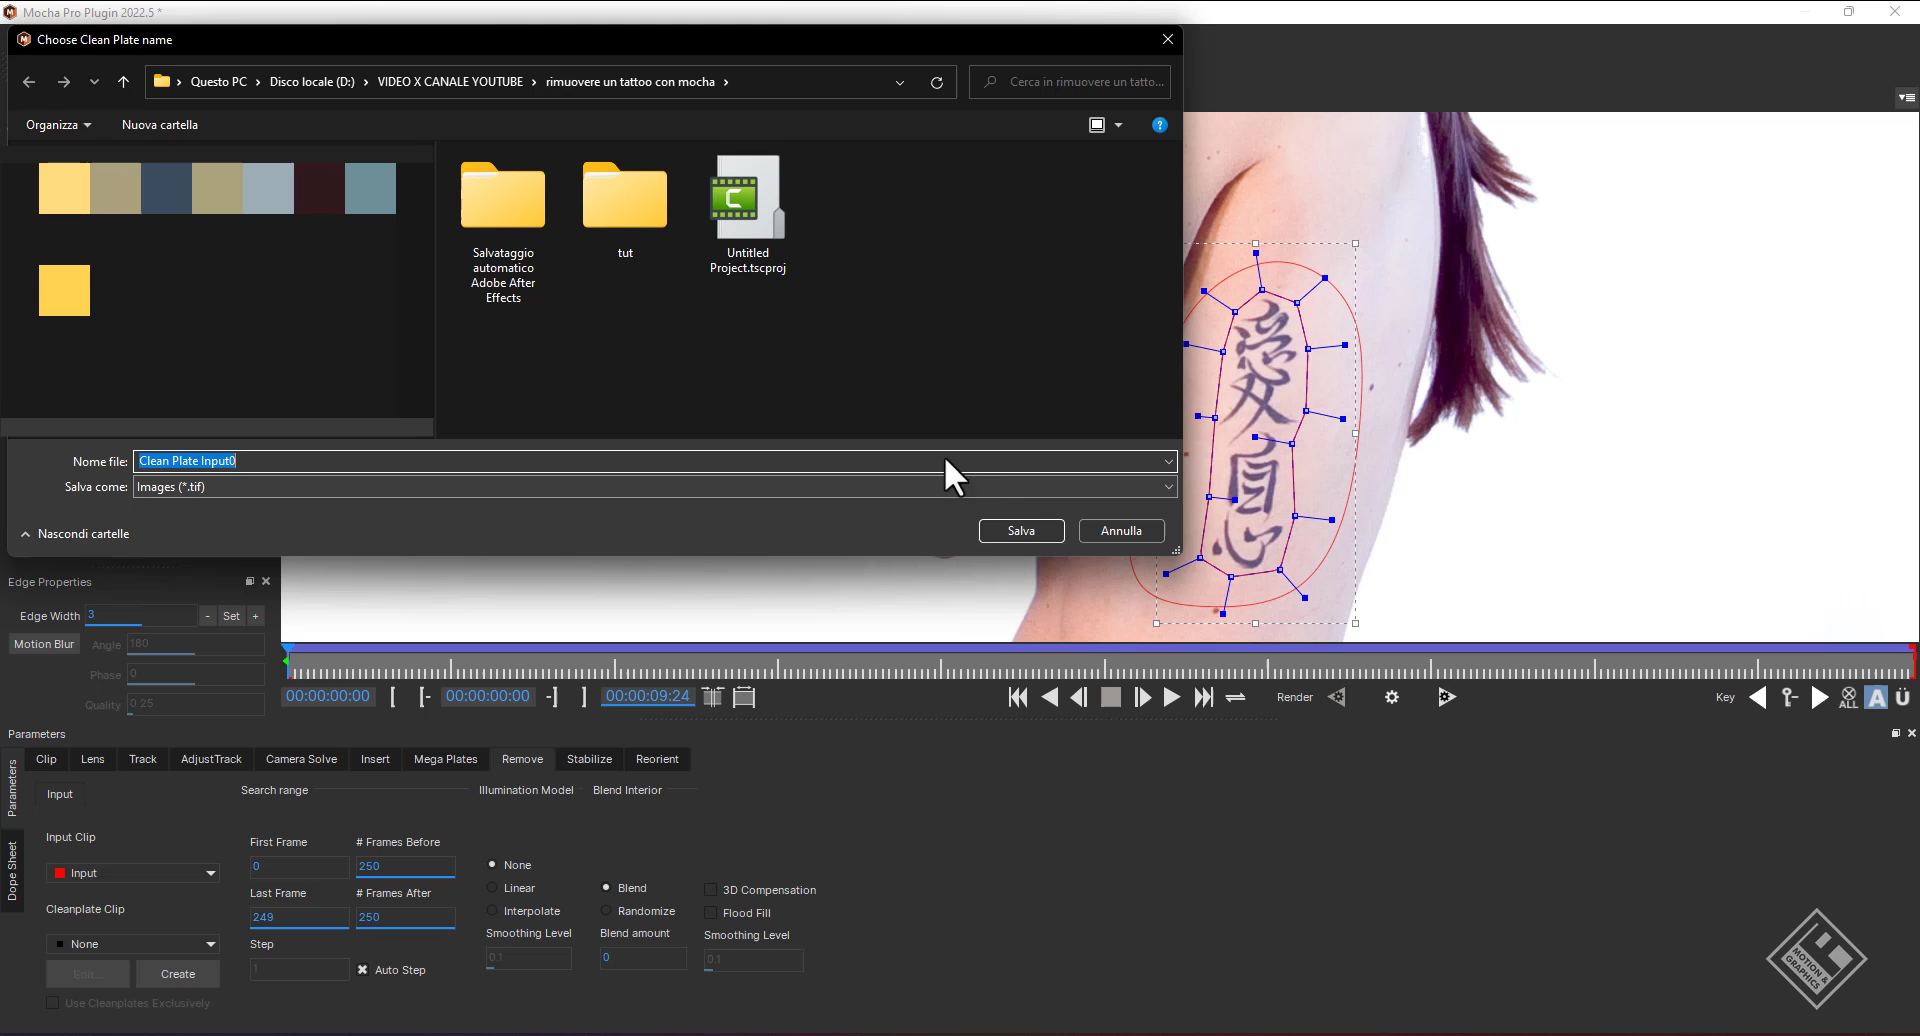 Mocha Pro Plugin 2022.5 *
Choose Clean Plate name
Questo PC > Disco locale (D:) > VIDEO X CANALE YOUTUBE > rimuovere un tattoo con mocha >
Cerca in rimuovere un tatto...
Organizza
Nuova cartella
Salvataggio
automatico
Adobe After
Effects
tut
Untitled
Project.tscproj
愛
自
心
Nome file: Clean Plate Input0
Salva come: Images (*.tif)
Nascondi cartelle
Salva
Annulla
Edge Properties
Edge Width 3 - Set +
Motion Blur Angle 180
Phase 0
Quality 0.25
00:00:00:00 [ [- 00:00:00:00 -] ] 00:00:09:24
Render
Key
ALL
A
Ü
Parameters
Parameters
Dope Sheet
Clip Lens Track AdjustTrack Camera Solve Insert Mega Plates Remove Stabilize Reorient
Input
Search range
Illumination Model
Blend Interior
Input Clip
Input
Cleanplate Clip
None
Edit...
Create
Use Cleanplates Exclusively
First Frame
# Frames Before
0
250
Last Frame
# Frames After
249
250
Step
1
Auto Step
None
Linear
Interpolate
Smoothing Level
0.1
Blend
Randomize
Blend amount
0
3D Compensation
Flood Fill
Smoothing Level
0.1
MOTION &
GRAPHICS